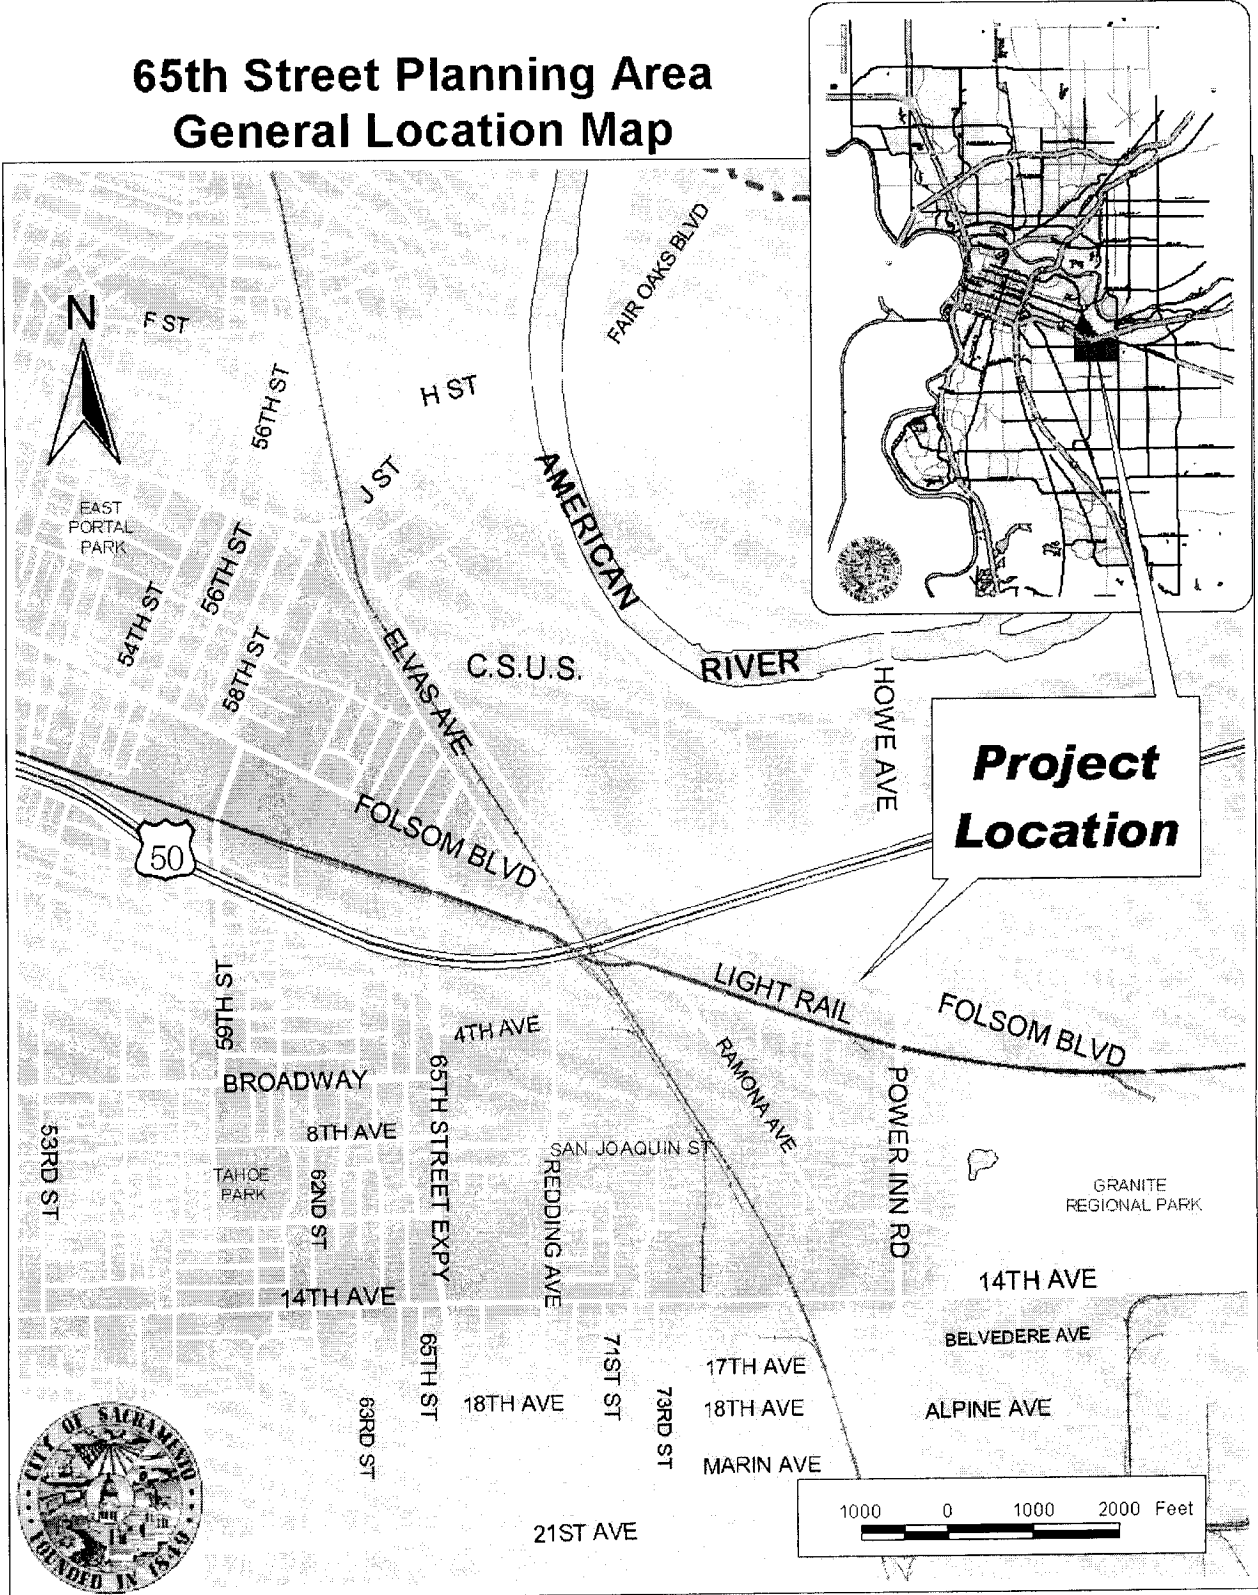 65th Street Planning Area
General Location Map
FAIR OAKS BLVD
N
F ST
56TH ST
H ST
J ST
AMERICAN
EAST
PORTAL
PARK
54TH ST
56TH ST
58TH ST
ELVAS AVE
C.S.U.S.
RIVER
HOWE AVE
Project
Location
50
FOLSOM BLVD
59TH ST
LIGHT RAIL
FOLSOM BLVD
4TH AVE
RAMONA AVE
BROADWAY
65TH STREET EXPY
POWER INN RD
53RD ST
8TH AVE
SAN JOAQUIN ST
TAHOE
PARK
62ND ST
REDDING AVE
GRANITE
REGIONAL PARK
14TH AVE
14TH AVE
65TH ST
71ST ST
BELVEDERE AVE
17TH AVE
63RD ST
18TH AVE
73RD ST
18TH AVE
ALPINE AVE
MARIN AVE
CITY OF SACRAMENTO
FOUNDED IN 1849
21ST AVE
1000 0 1000 2000 Feet